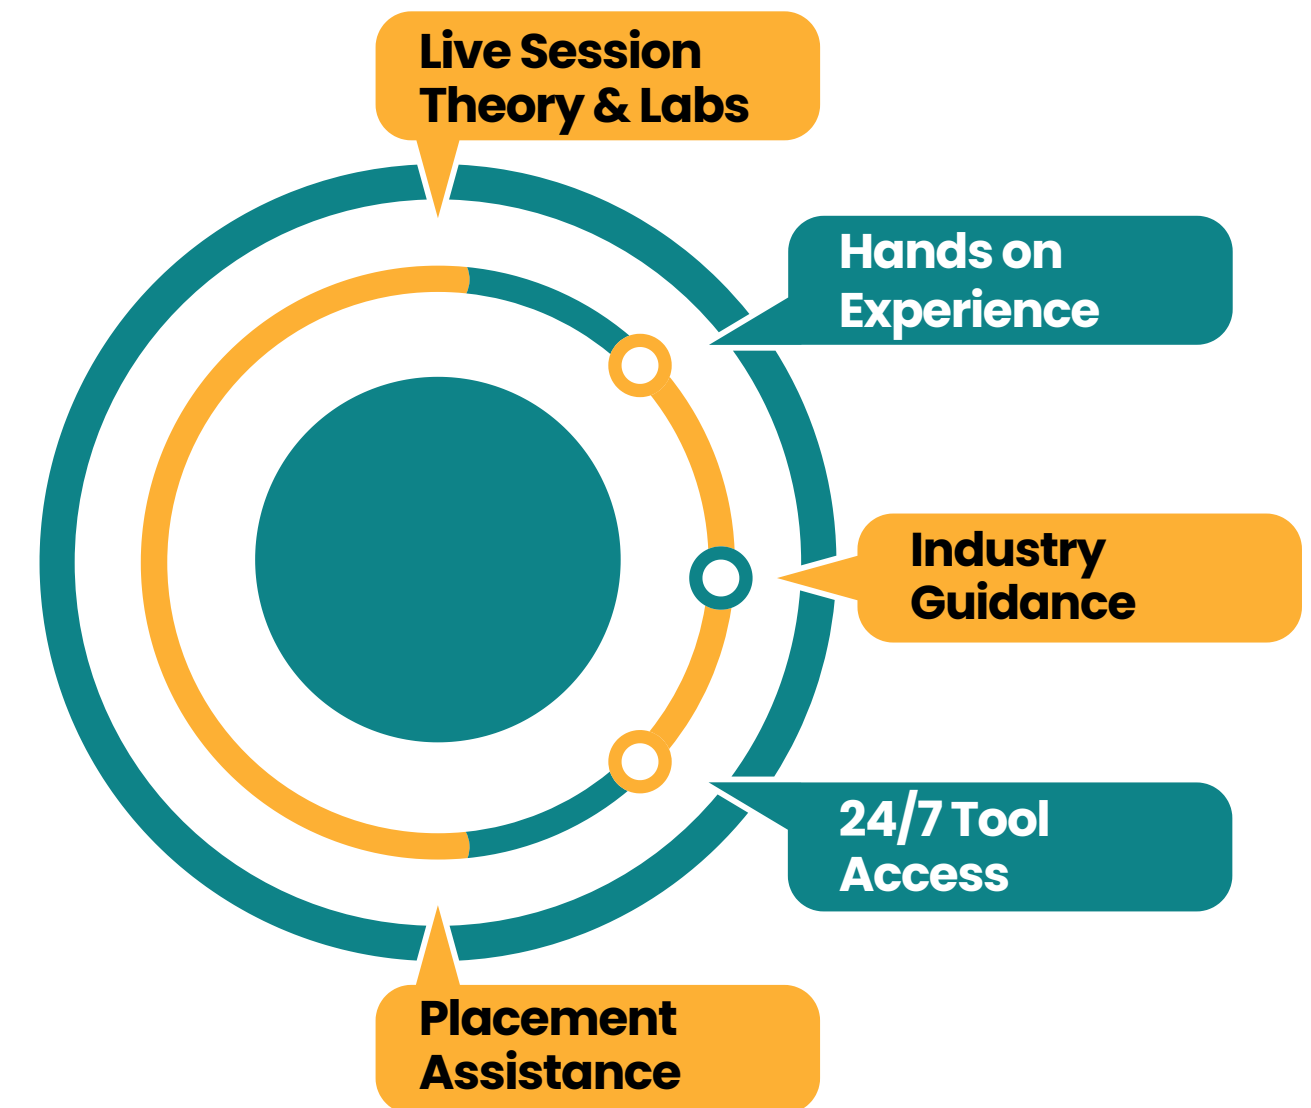 Live Session
Theory & Labs
Hands on
Experience
Industry
Guidance
24/7 Tool
Access
Placement
Assistance